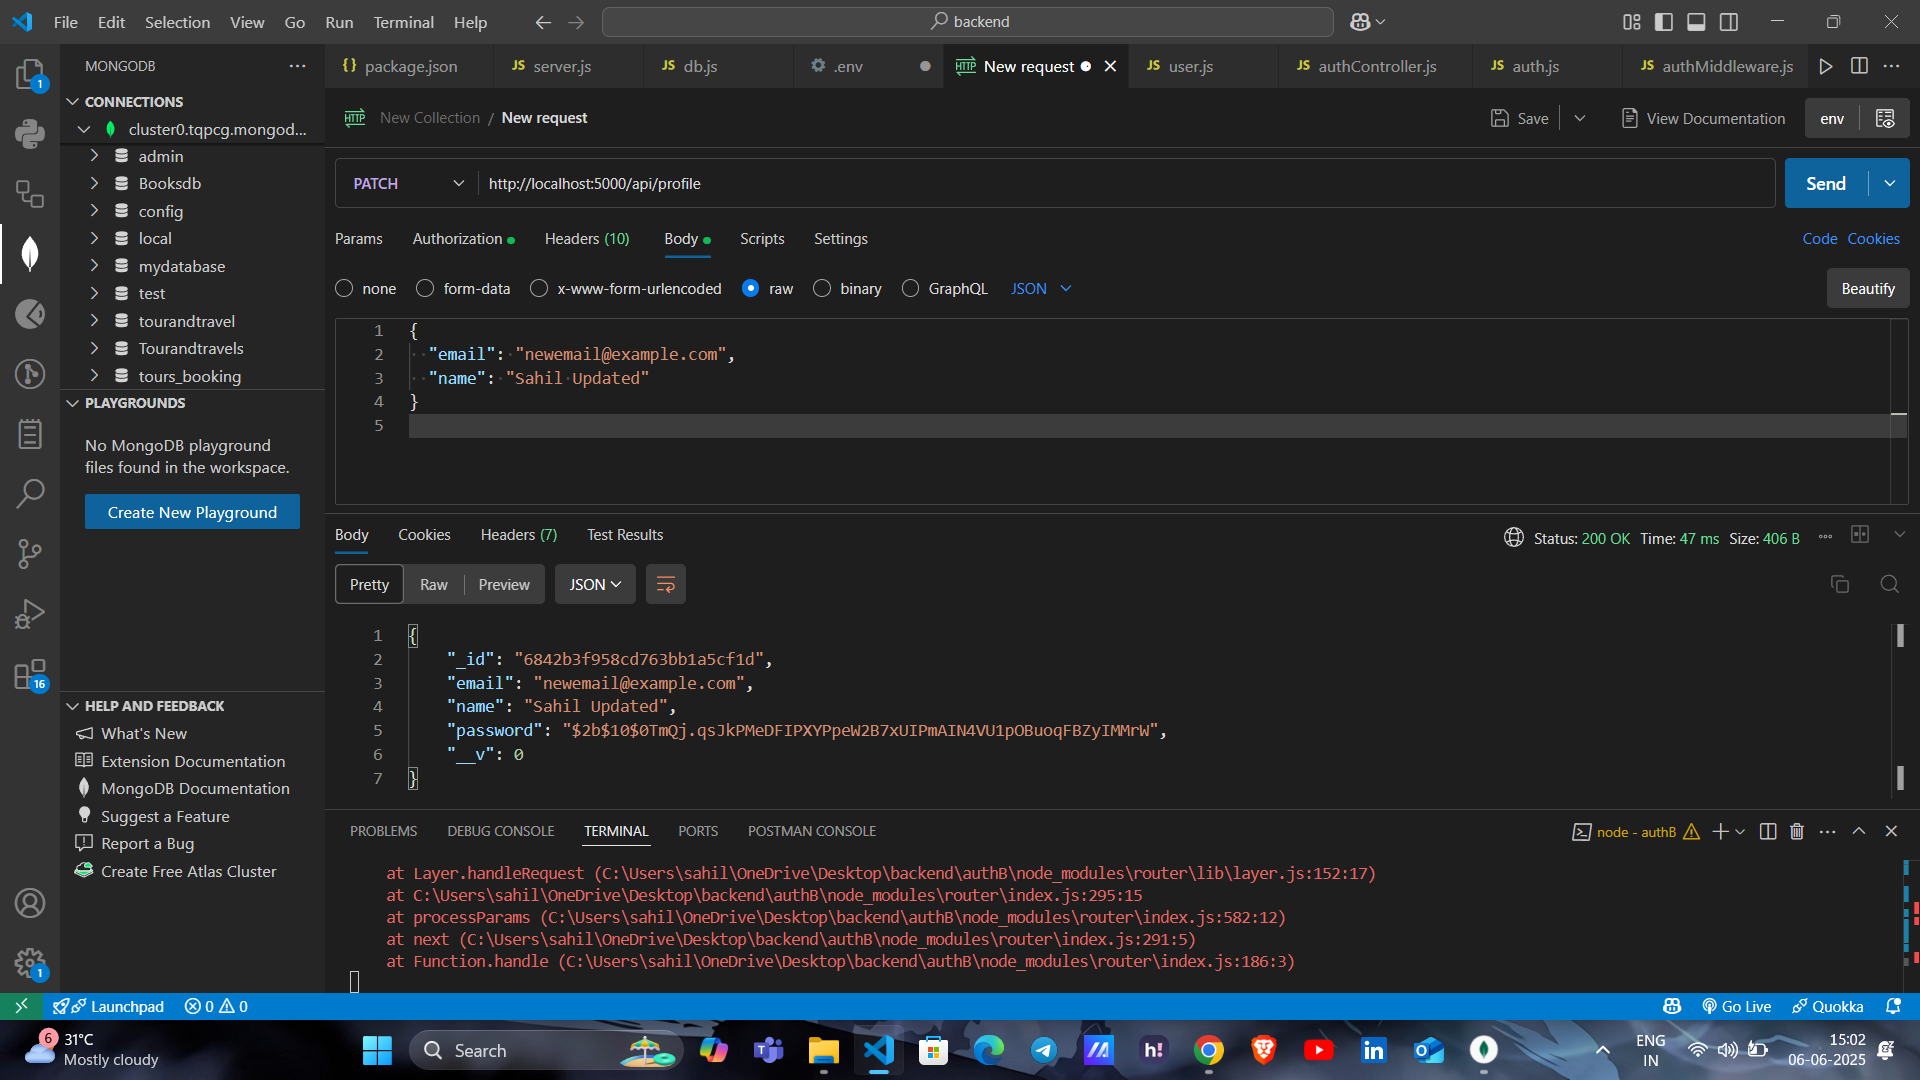 File Edit Selection View Go Run Terminal Help
backend
MONGODB
package.json
JS server.js
JS db.js
.env
HTTP New request
JS user.js
JS authController.js
JS auth.js
JS authMiddleware.js
CONNECTIONS
cluster0.tqpcg.mongod...
admin
Booksdb
config
local
mydatabase
test
tourandtravel
Tourandtravels
tours_booking
PLAYGROUNDS
No MongoDB playground
files found in the workspace.
Create New Playground
HELP AND FEEDBACK
What's New
Extension Documentation
MongoDB Documentation
Suggest a Feature
Report a Bug
Create Free Atlas Cluster
1
16
1
HTTP New Collection / New request
Save
View Documentation
env
PATCH
http://localhost:5000/api/profile
Send
Params Authorization Headers (10) Body Scripts Settings
Code Cookies
none form-data x-www-form-urlencoded raw binary GraphQL JSON
Beautify
1 {
2 "email": "newemail@example.com",
3 "name": "Sahil Updated"
4 }
5
Body Cookies Headers (7) Test Results
Status: 200 OK Time: 47 ms Size: 406 B
Pretty Raw Preview JSON
1 {
2 "_id": "6842b3f958cd763bb1a5cf1d",
3 "email": "newemail@example.com",
4 "name": "Sahil Updated",
5 "password": "$2b$10$0TmQj.qsJkPMeDFIPXYPpeW2B7xUIPmAIN4VU1pOBuoqFBZyIMMrW",
6 "__v": 0
7 }
PROBLEMS DEBUG CONSOLE TERMINAL PORTS POSTMAN CONSOLE
node - authB
at Layer.handleRequest (C:\Users\sahil\OneDrive\Desktop\backend\authB\node_modules\router\lib\layer.js:152:17)
at C:\Users\sahil\OneDrive\Desktop\backend\authB\node_modules\router\index.js:295:15
at processParams (C:\Users\sahil\OneDrive\Desktop\backend\authB\node_modules\router\index.js:582:12)
at next (C:\Users\sahil\OneDrive\Desktop\backend\authB\node_modules\router\index.js:291:5)
at Function.handle (C:\Users\sahil\OneDrive\Desktop\backend\authB\node_modules\router\index.js:186:3)
Launchpad
0 0
Go Live
Quokka
6
31°C
Mostly cloudy
Search
h!
in
ENG
IN
15:02
06-06-2025